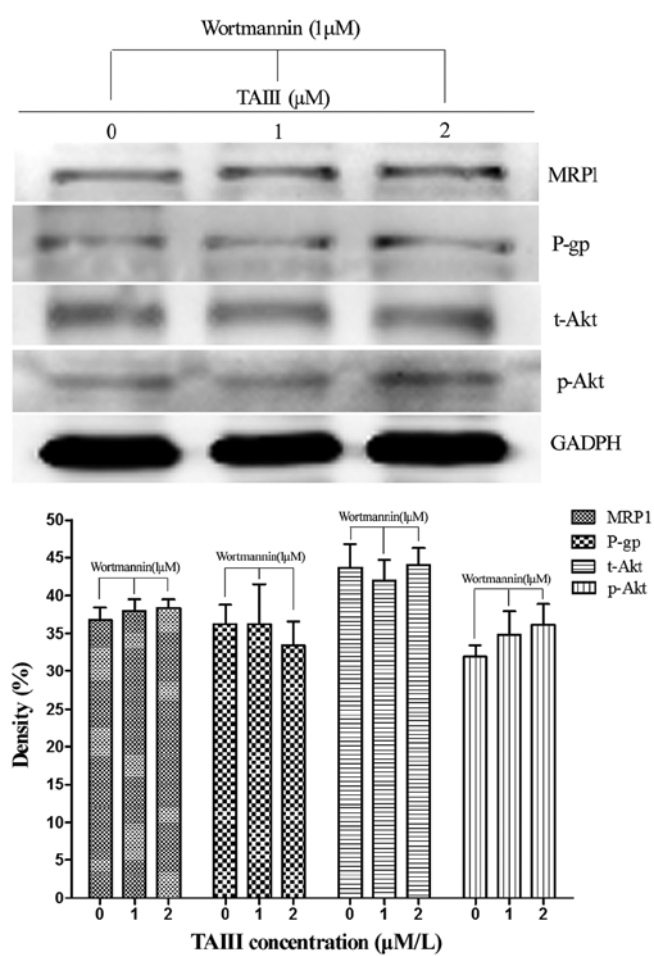 Wortmannin (1μM)
TAIII (μM)
0 1 2
MRP1
P-gp
t-Akt
p-Akt
GADPH
50
45
40
35
30
25
20
15
10
5
0
Density (%)
Wortmannin(1μM)
Wortmannin(1μM)
Wortmannin(1μM)
Wortmannin(1μM)
MRP1
P-gp
t-Akt
p-Akt
0 1 2 0 1 2 0 1 2 0 1 2
TAIII concentration (μM/L)